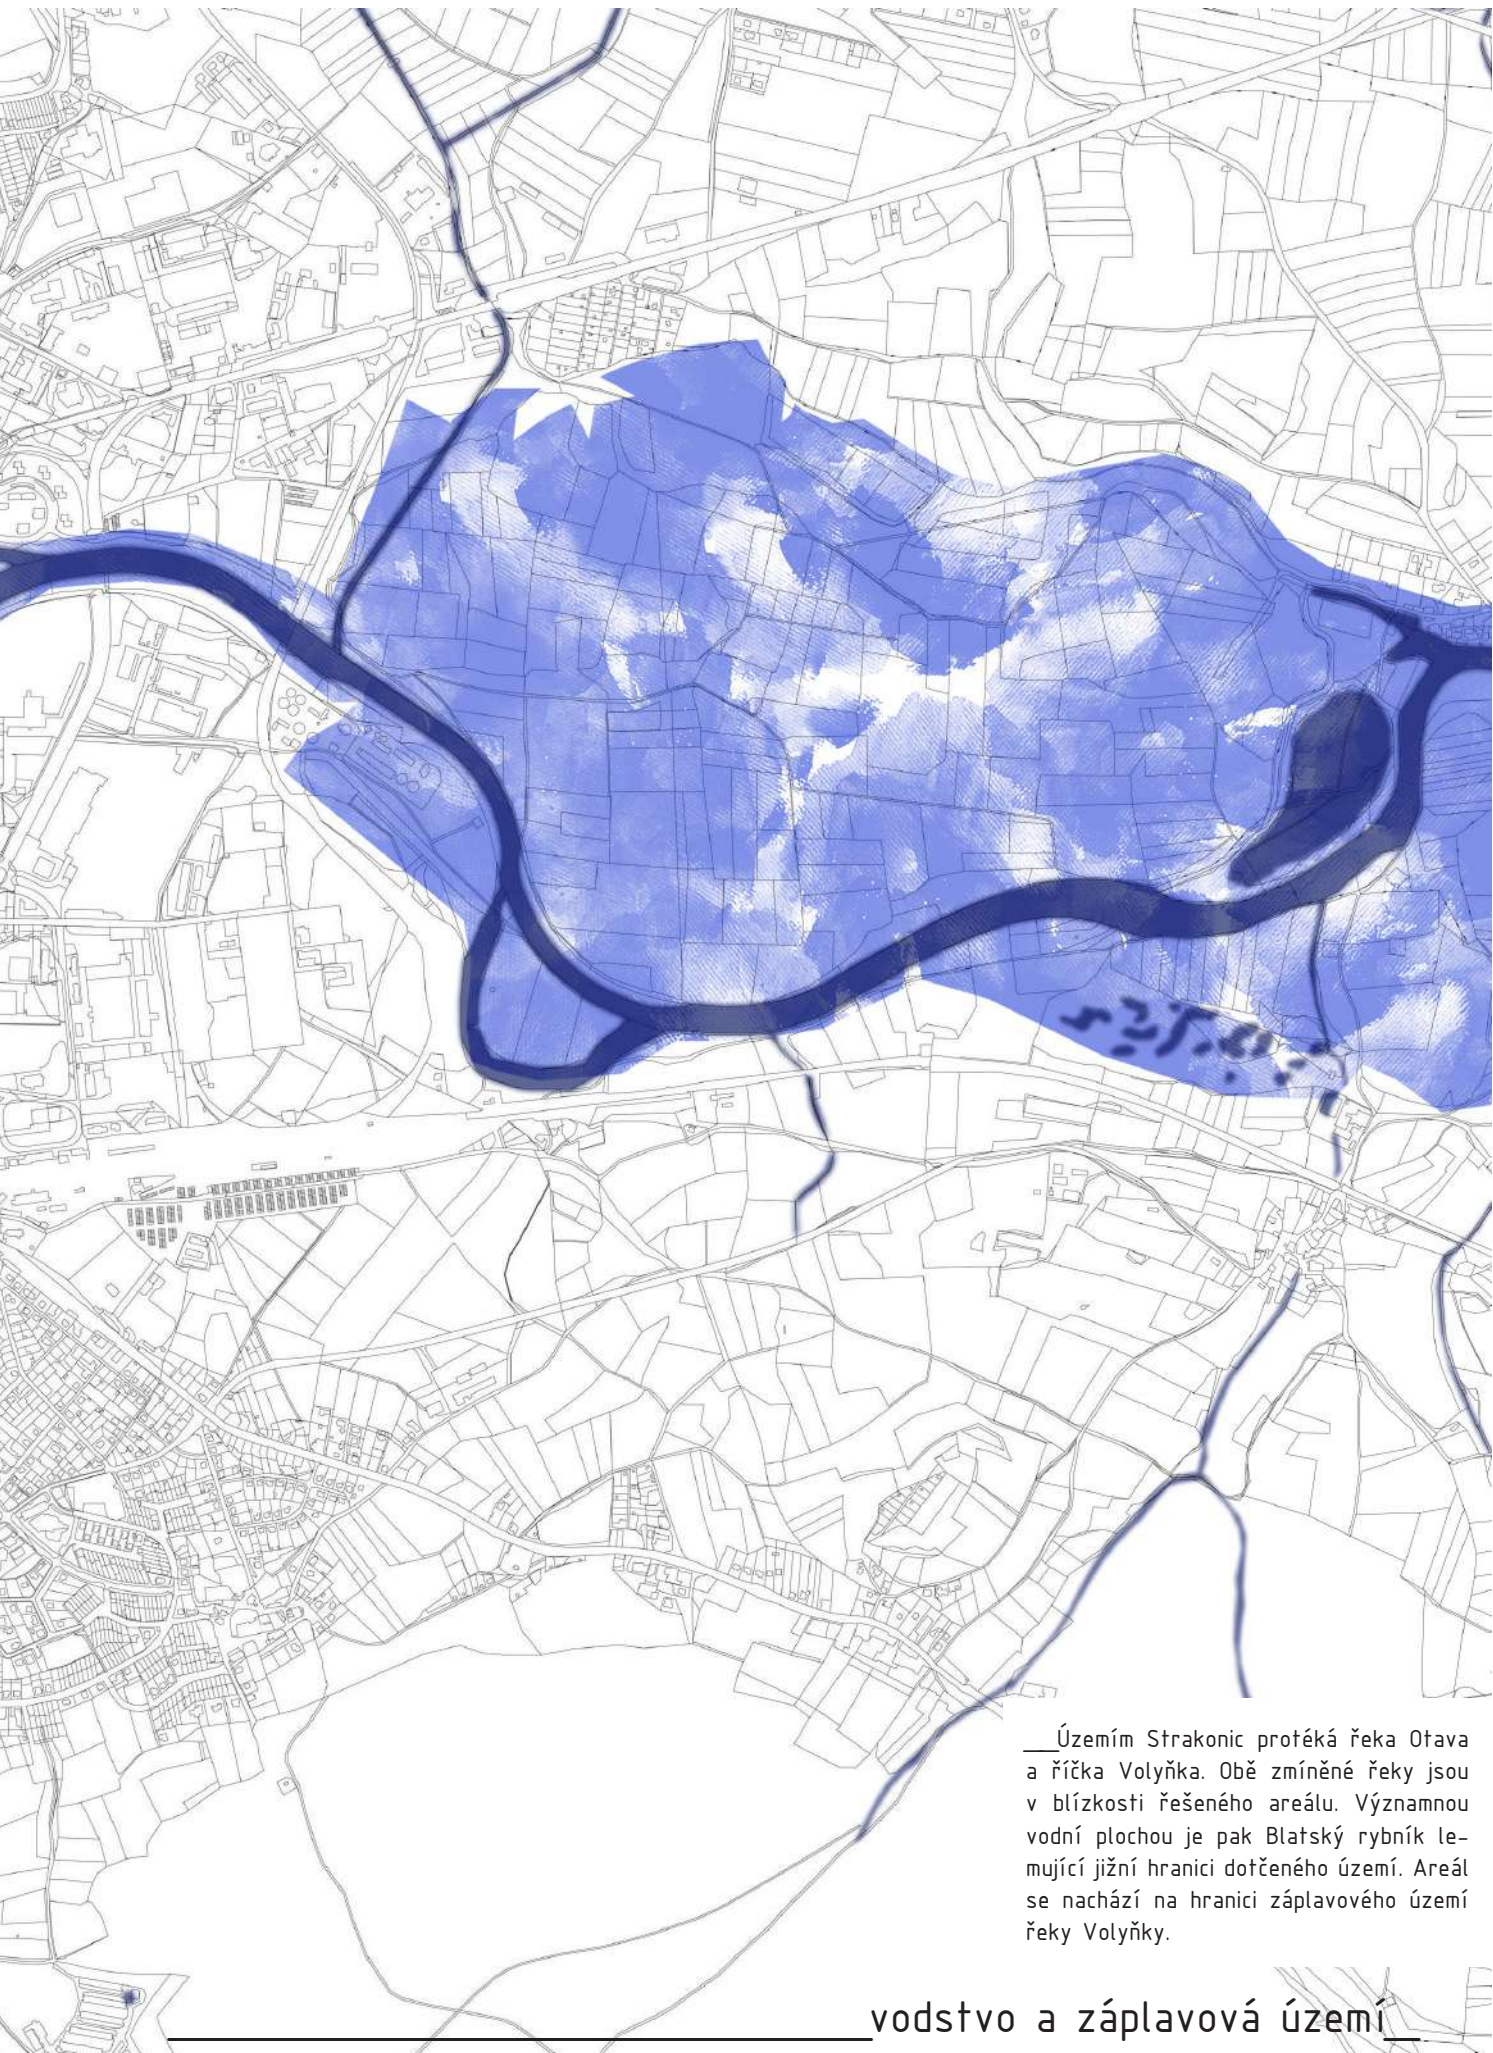 __Územím Strakonic protéká řeka Otava
a říčka Volyňka. Obě zmíněné řeky jsou
v blízkosti řešeného areálu. Významnou
vodní plochou je pak Blatský rybník le-
mující jižní hranici dotčeného území. Areál
se nachází na hranici záplavového území
řeky Volyňky.
vodstvo a záplavová území__